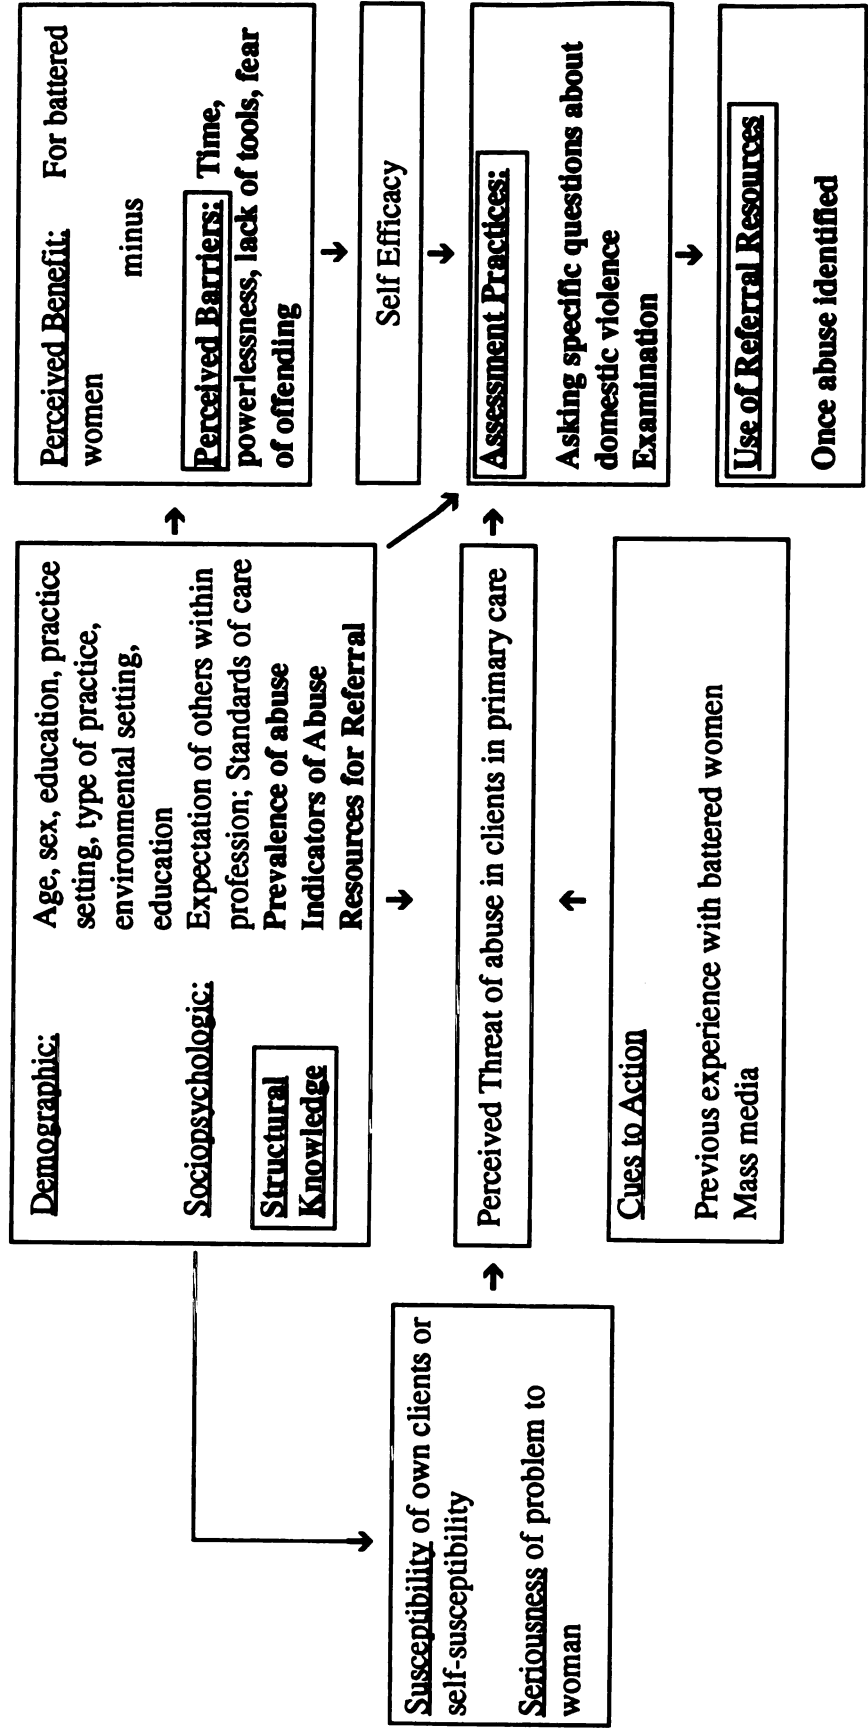 Susceptibility of own clients or
self-susceptibility
Seriousness of problem to
woman
Demographic: Age, sex, education, practice
setting, type of practice,
environmental setting,
education
Sociopsychologic: Expectation of others within
profession; Standards of care
Structural Prevalence of abuse
Knowledge Indicators of Abuse
Resources for Referral
Perceived Threat of abuse in clients in primary care
Cues to Action
Previous experience with battered women
Mass media
Perceived Benefit: For battered
women
minus
Perceived Barriers: Time,
powerlessness, lack of tools, fear
of offending
Self Efficacy
Assessment Practices:
Asking specific questions about
domestic violence
Examination
Use of Referral Resources
Once abuse identified